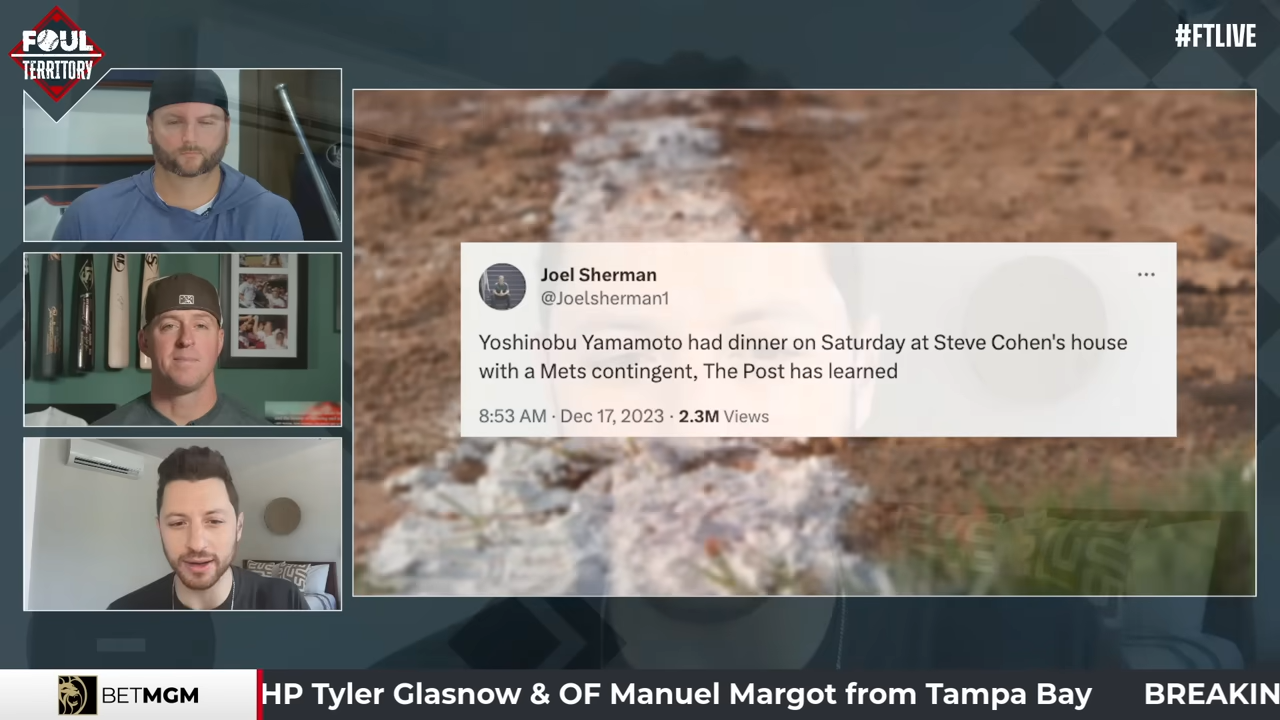 FOUL
TERRITORY
#FTLIVE
Joel Sherman
@Joelsherman1
Yoshinobu Yamamoto had dinner on Saturday at Steve Cohen's house
with a Mets contingent, The Post has learned
8:53 AM · Dec 17, 2023 · 2.3M Views
BETMGM
HP Tyler Glasnow & OF Manuel Margot from Tampa Bay BREAKIN